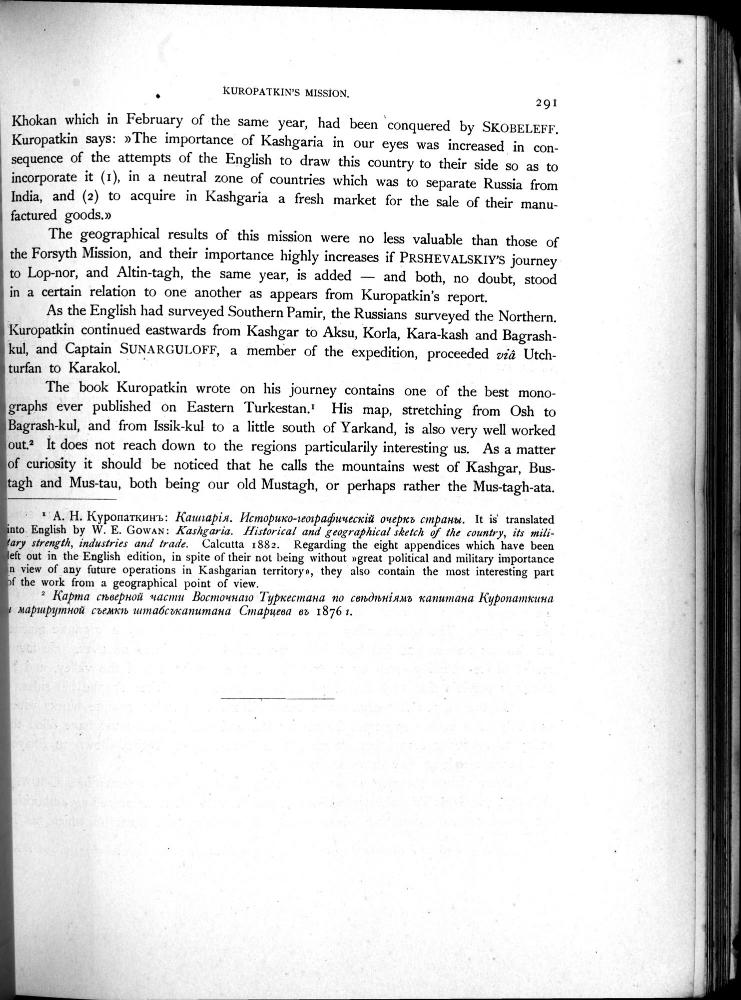 KUROPATKIN'S MISSION.
291
Khokan which in February of the same year, had been conquered by SKOBELEFF.
Kuropatkin says: »The importance of Kashgaria in our eyes was increased in con-
sequence of the attempts of the English to draw this country to their side so as to
incorporate it (1), in a neutral zone of countries which was to separate Russia from
India, and (2) to acquire in Kashgaria a fresh market for the sale of their manu-
factured goods.»
The geographical results of this mission were no less valuable than those of
the Forsyth Mission, and their importance highly increases if PRSHEVALSKIY'S journey
to Lop-nor, and Altin-tagh, the same year, is added — and both, no doubt, stood
in a certain relation to one another as appears from Kuropatkin's report.
As the English had surveyed Southern Pamir, the Russians surveyed the Northern.
Kuropatkin continued eastwards from Kashgar to Aksu, Korla, Kara-kash and Bagrash-
kul, and Captain SUNARGULOFF, a member of the expedition, proceeded viâ Utch-
turfan to Karakol.
The book Kuropatkin wrote on his journey contains one of the best mono-
graphs ever published on Eastern Turkestan.¹ His map, stretching from Osh to
Bagrash-kul, and from Issik-kul to a little south of Yarkand, is also very well worked
out.² It does not reach down to the regions particularily interesting us. As a matter
of curiosity it should be noticed that he calls the mountains west of Kashgar, Bus-
tagh and Mus-tau, both being our old Mustagh, or perhaps rather the Mus-tagh-ata.
¹ А. Н. Куропаткинъ: Кашгарія. Историко-географическій очеркъ страны. It is translated
into English by W. E. GOWAN: Kashgaria. Historical and geographical sketch of the country, its mili-
tary strength, industries and trade. Calcutta 1882. Regarding the eight appendices which have been
left out in the English edition, in spite of their not being without »great political and military importance
in view of any future operations in Kashgarian territory», they also contain the most interesting part
of the work from a geographical point of view.
² Карта сѣверной части Восточнаго Туркестана по свѣдѣніямъ капитана Куропаткина
и маршрутной съемкѣ штабсъкапитана Старцева въ 1876 г.